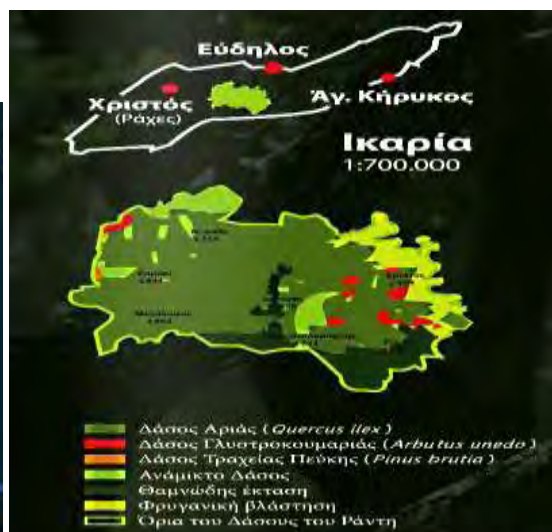 Εύδηλος
Χριστός
(Ράχες)
Άγ. Κήρυκος
Ικαρία
1:700.000
Δάσος Αριάς (Quercus ilex)
Δάσος Γλυστροκουμαριάς (Arbutus unedo)
Δάσος Τραχείας Πεύκης (Pinus brutia)
Ανάμικτο Δάσος
Θαμνώδης έκταση
Φρυγανική βλάστηση
Όρια του Δάσους του Ράντη